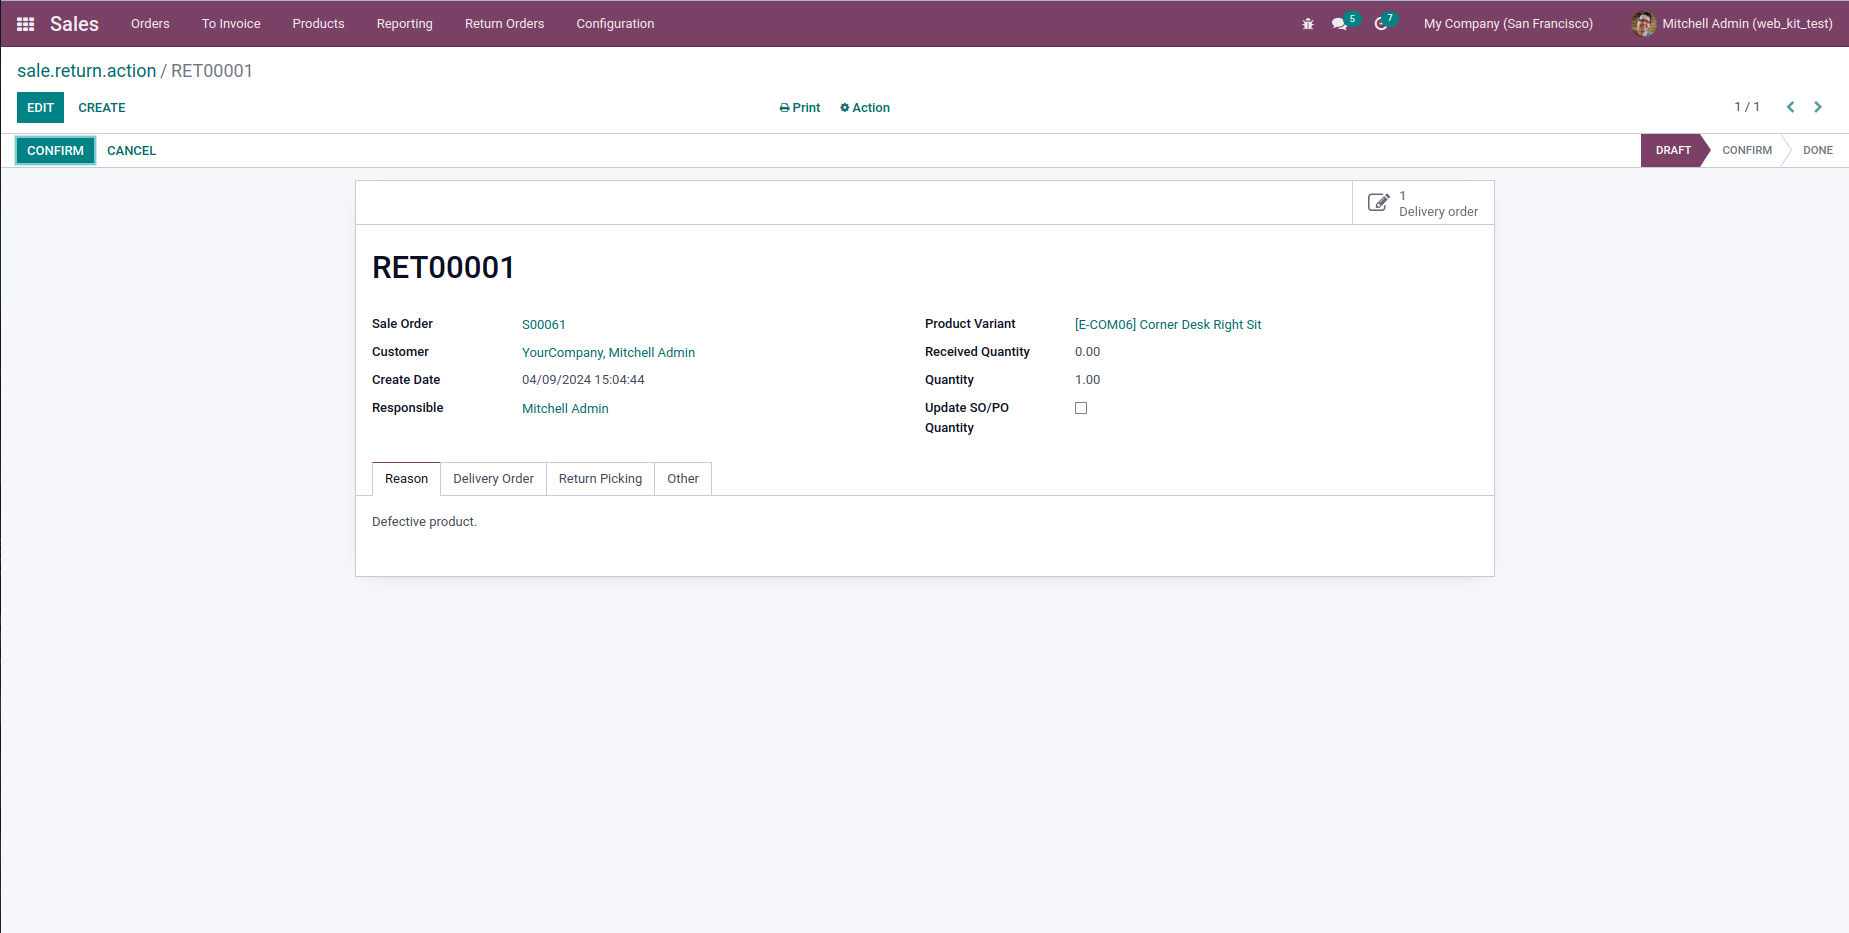 Sales Orders To Invoice Products Reporting Return Orders Configuration 5 7 My Company (San Francisco) Mitchell Admin (web_kit_test)
sale.return.action / RET00001
EDIT CREATE Print Action 1 / 1
CONFIRM CANCEL DRAFT CONFIRM DONE
1
Delivery order
RET00001
Sale Order S00061 Product Variant [E-COM06] Corner Desk Right Sit
Customer YourCompany, Mitchell Admin Received Quantity 0.00
Create Date 04/09/2024 15:04:44 Quantity 1.00
Responsible Mitchell Admin Update SO/PO
Quantity
Reason Delivery Order Return Picking Other
Defective product.